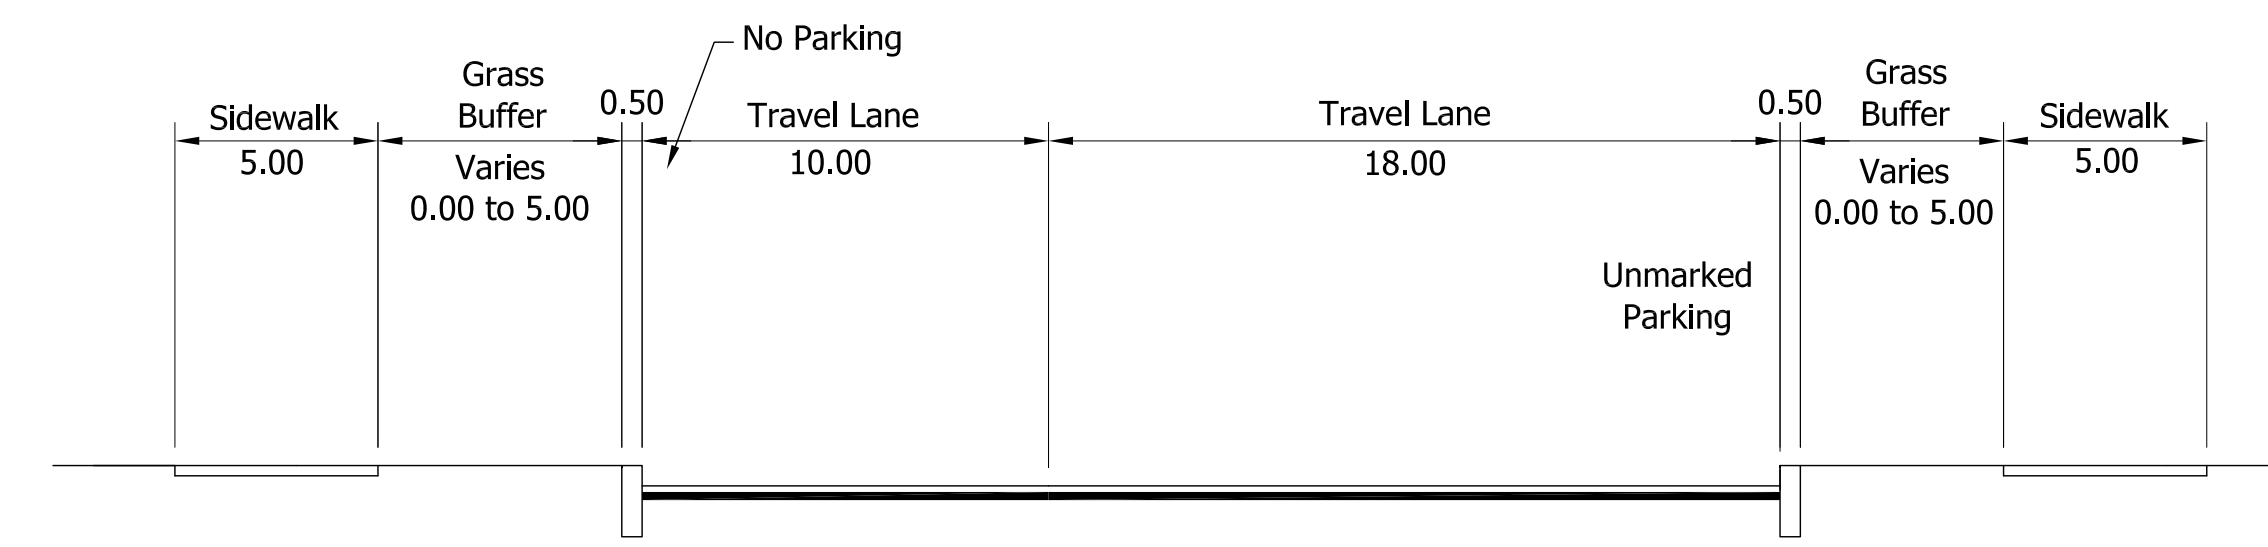 No Parking
Sidewalk
5.00
Grass
Buffer
Varies
0.00 to 5.00
0.50
Travel Lane
10.00
Travel Lane
18.00
Unmarked
Parking
0.50
Grass
Buffer
Varies
0.00 to 5.00
Sidewalk
5.00